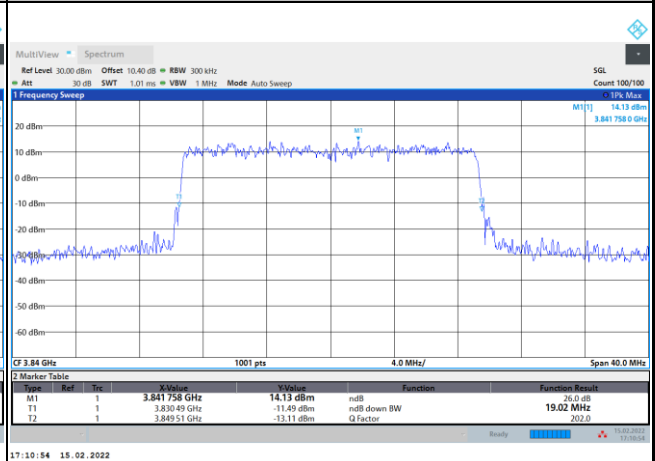 MultiView Spectrum
Ref Level 30.00 dBm Offset 10.40 dB RBW 300 kHz SGL
Att 30 dB SWT 1.01 ms VBW 1 MHz Mode Auto Sweep Count 100/100
1 Frequency Sweep 1Pk Max
M1[1] 14.13 dBm
3.841 758 0 GHz
M1
20 dBm
10 dBm
0 dBm
-10 dBm
-20 dBm
-30 dBm
-40 dBm
-50 dBm
-60 dBm
CF 3.84 GHz 1001 pts 4.0 MHz/ Span 40.0 MHz
2 Marker Table
Type Ref Trc X-Value Y-Value Function Function Result
M1 1 3.841 758 GHz 14.13 dBm ndB 26.0 dB
T1 1 3.830 49 GHz -11.49 dBm ndB down BW 19.02 MHz
T2 1 3.849 51 GHz -13.11 dBm Q Factor 202.0
Ready 15.02.2022
17:10:54
17:10:54 15.02.2022